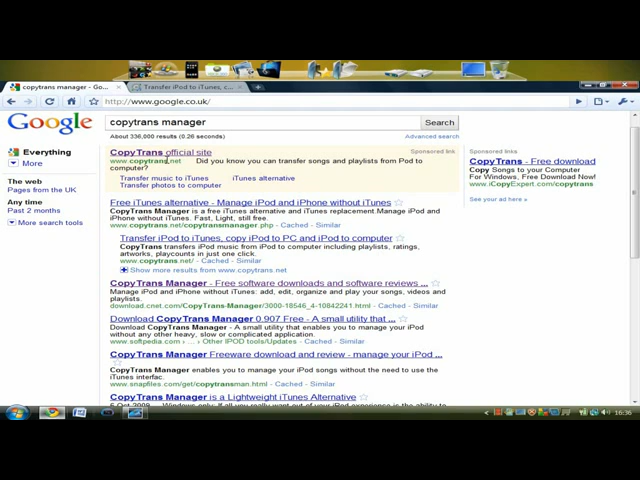 copytrans manager - Go...
Transfer iPod to iTunes, c...
http://www.google.co.uk/
Google
copytrans manager
Search
About 336,000 results (0.26 seconds)
Advanced search
Everything
More
The web
Pages from the UK
Any time
Past 2 months
More search tools
CopyTrans official site
Sponsored link
www.copytrans.net Did you know you can transfer songs and playlists from Pod to
computer?
Transfer music to iTunes iTunes alternative
Transfer photos to computer
Free iTunes alternative - Manage iPod and iPhone without iTunes
CopyTrans Manager is a free iTunes alternative and iTunes replacement.Manage iPod and
iPhone without iTunes. Fast, Light, still free.
www.copytrans.net/copytransmanager.php - Cached - Similar
Transfer iPod to iTunes, copy iPod to PC and iPod to computer
CopyTrans transfers iPod music from iPod to computer including playlists, ratings,
artworks, playcounts in just one click.
www.copytrans.net/ - Cached - Similar
Show more results from www.copytrans.net
CopyTrans Manager - Free software downloads and software reviews ...
CopyTrans Manager without iTunes: add, edit, organize and play your songs, videos and
playlists.
download.cnet.com/CopyTrans-Manager/3000-18546_4-10842241.html - Cached - Similar
Download CopyTrans Manager 0.907 Free - A small utility that ...
Download CopyTrans Manager - A small utility that enables you to manage your iPod
without any other heavy, slow or complicated application.
www.softpedia.com › ... › Other IPOD tools/Updates - Cached - Similar
CopyTrans Manager Freeware download and review - manage your iPod ...
CopyTrans Manager enables you to manage your iPod songs without the need to use the
iTunes interfac.
www.snapfiles.com/get/copytransman.html - Cached - Similar
CopyTrans Manager is a Lightweight iTunes Alternative
Sponsored links
CopyTrans - Free download
Copy Songs to your Computer
For Windows. Download Free Now!
www.iCopyExpert.com/copytrans
See your ad here »
16:36